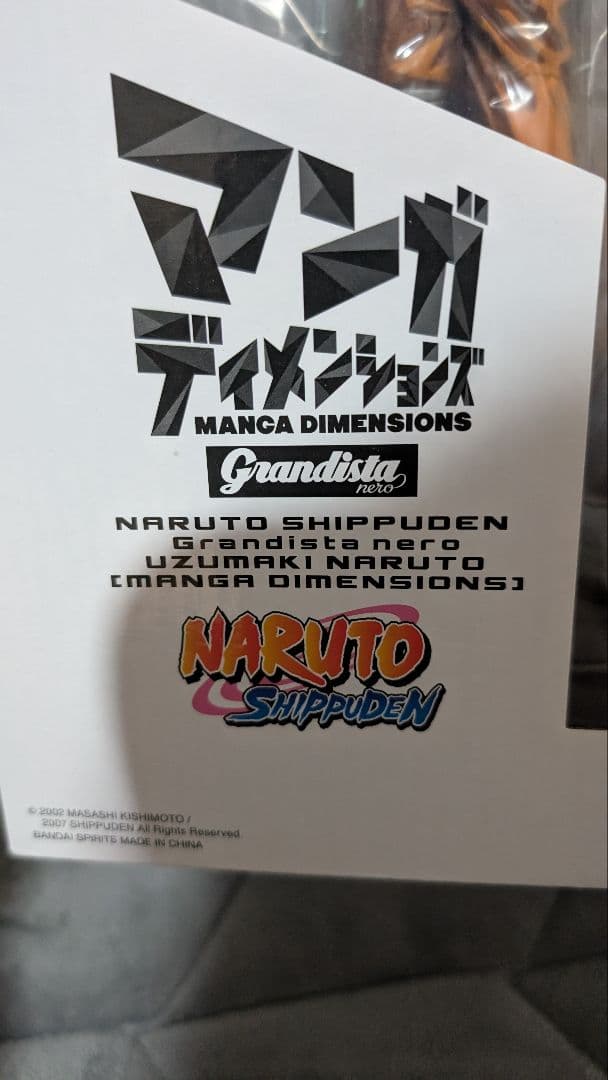 マンガ
ディメンションズ
MANGA DIMENSIONS
Grandista
nero
NARUTO SHIPPUDEN
Grandista nero
UZUMAKI NARUTO
[MANGA DIMENSIONS]
NARUTO
SHIPPUDEN
© 2002 MASASHI KISHIMOTO /
2007 SHIPPUDEN All Rights Reserved.
BANDAI SPIRITS MADE IN CHINA